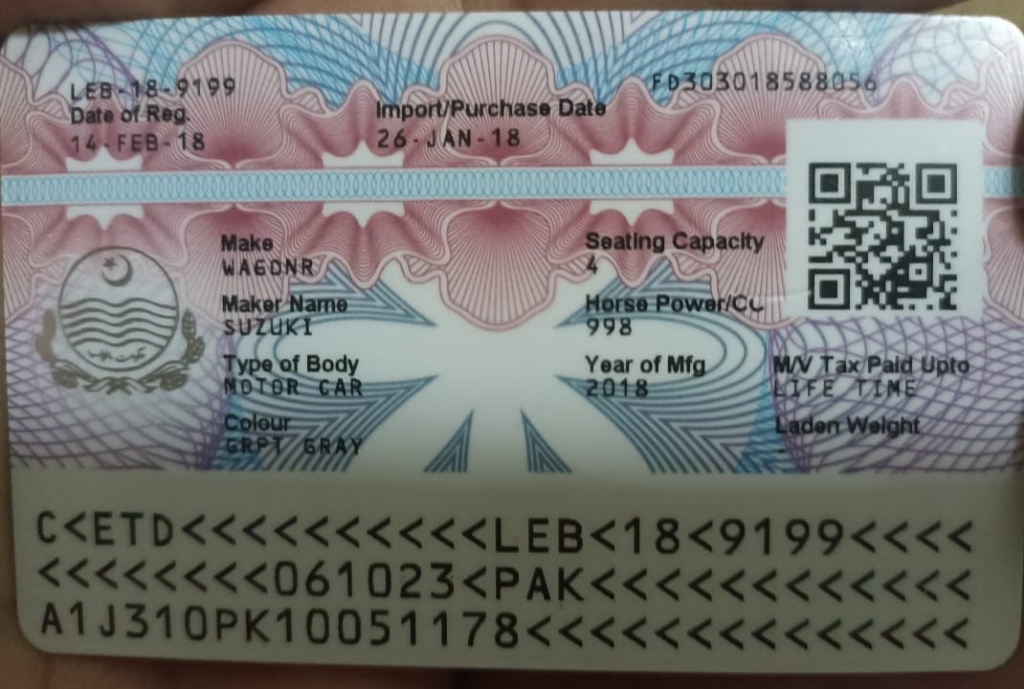 LEB-18-9199
FD303018588056
Date of Reg.
Import/Purchase Date
14-FEB-18
26-JAN-18
Make
Seating Capacity
WAGONR
4
Maker Name
Horse Power/CC
SUZUKI
998
Type of Body
Year of Mfg
M/V Tax Paid Upto
MOTOR CAR
2018
LIFE TIME
Colour
Laden Weight
GRPT GRAY
-
C<ETD<<<<<<<<<<<LEB<18<9199<<<<
<<<<<<<<061023<PAK<<<<<<<<<<<<<
A1J310PK10051178<<<<<<<<<<<<<<<